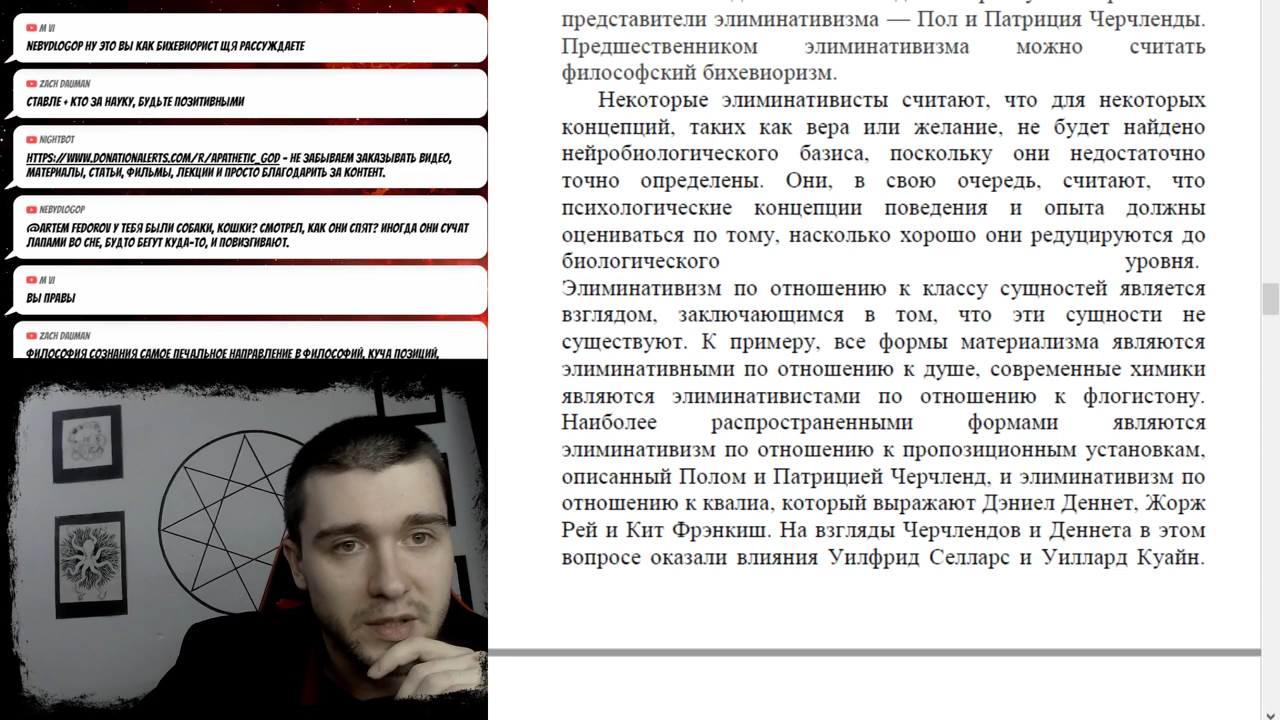 M VI
NEBYDLOGOP НУ ЭТО ВЫ КАК БИХЕВИОРИСТ ЩЯ РАССУЖДАЕТЕ
ZACH DAUMAN
СТАВЛЕ + КТО ЗА НАУКУ, БУДЬТЕ ПОЗИТИВНЫМИ
NIGHTBOT
HTTPS://WWW.DONATIONALERTS.COM/R/APATHETIC_GOD - НЕ ЗАБЫВАЕМ ЗАКАЗЫВАТЬ ВИДЕО,
МАТЕРИАЛЫ, СТАТЬИ, ФИЛЬМЫ, ЛЕКЦИИ И ПРОСТО БЛАГОДАРИТЬ ЗА КОНТЕНТ.
NEBYDLOGOP
@ARTEM FEDOROV У ТЕБЯ БЫЛИ СОБАКИ, КОШКИ? СМОТРЕЛ, КАК ОНИ СПЯТ? ИНОГДА ОНИ СУЧАТ
ЛАПАМИ ВО СНЕ, БУДТО БЕГУТ КУДА-ТО, И ПОВИЗГИВАЮТ.
M VI
ВЫ ПРАВЫ
ZACH DAUMAN
ФИЛОСОФИЯ СОЗНАНИЯ САМОЕ ПЕЧАЛЬНОЕ НАПРАВЛЕНИЕ В ФИЛОСОФИЙ, КУЧА ПОЗИЦИЙ,
представители элиминативизма — Пол и Патриция Черчленды.
Предшественником элиминативизма можно считать
философский бихевиоризм.
Некоторые элиминативисты считают, что для некоторых
концепций, таких как вера или желание, не будет найдено
нейробиологического базиса, поскольку они недостаточно
точно определены. Они, в свою очередь, считают, что
психологические концепции поведения и опыта должны
оцениваться по тому, насколько хорошо они редуцируются до
биологического уровня.
Элиминативизм по отношению к классу сущностей является
взглядом, заключающимся в том, что эти сущности не
существуют. К примеру, все формы материализма являются
элиминативными по отношению к душе, современные химики
являются элиминативистами по отношению к флогистону.
Наиболее распространенными формами являются
элиминативизм по отношению к пропозиционным установкам,
описанный Полом и Патрицией Черчленд, и элиминативизм по
отношению к квалиа, который выражают Дэниел Деннет, Жорж
Рей и Кит Фрэнкиш. На взгляды Черчлендов и Деннета в этом
вопросе оказали влияния Уилфрид Селларс и Уиллард Куайн.